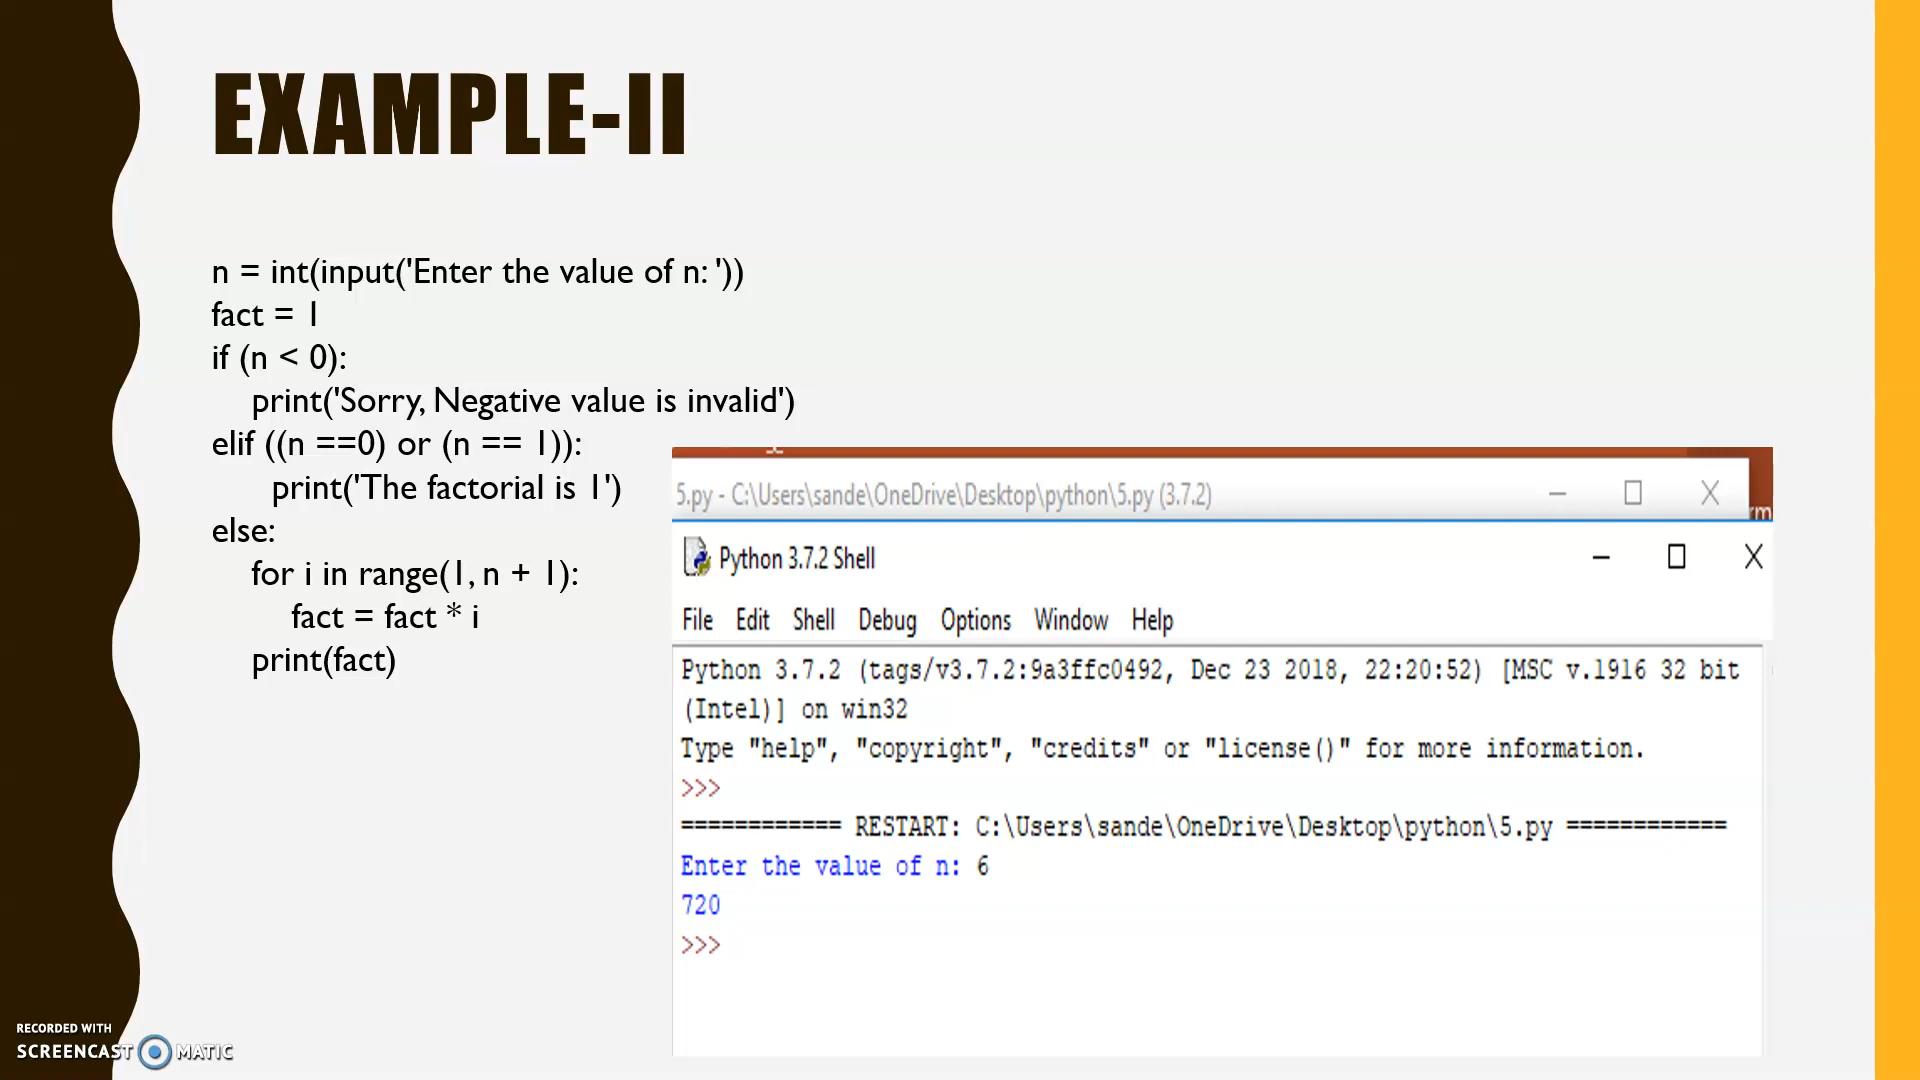 EXAMPLE-II
n = int(input('Enter the value of n: '))
fact = 1
if (n < 0):
    print('Sorry, Negative value is invalid')
elif ((n ==0) or (n == 1)):
      print('The factorial is 1')
else:
    for i in range(1, n + 1):
        fact = fact * i
    print(fact)
5.py - C:\Users\sande\OneDrive\Desktop\python\5.py (3.7.2)
rm
Python 3.7.2 Shell
File Edit Shell Debug Options Window Help
Python 3.7.2 (tags/v3.7.2:9a3ffc0492, Dec 23 2018, 22:20:52) [MSC v.1916 32 bit
(Intel)] on win32
Type "help", "copyright", "credits" or "license()" for more information.
>>>
============ RESTART: C:\Users\sande\OneDrive\Desktop\python\5.py ============
Enter the value of n: 6
720
>>>
RECORDED WITH
SCREENCAST MATIC